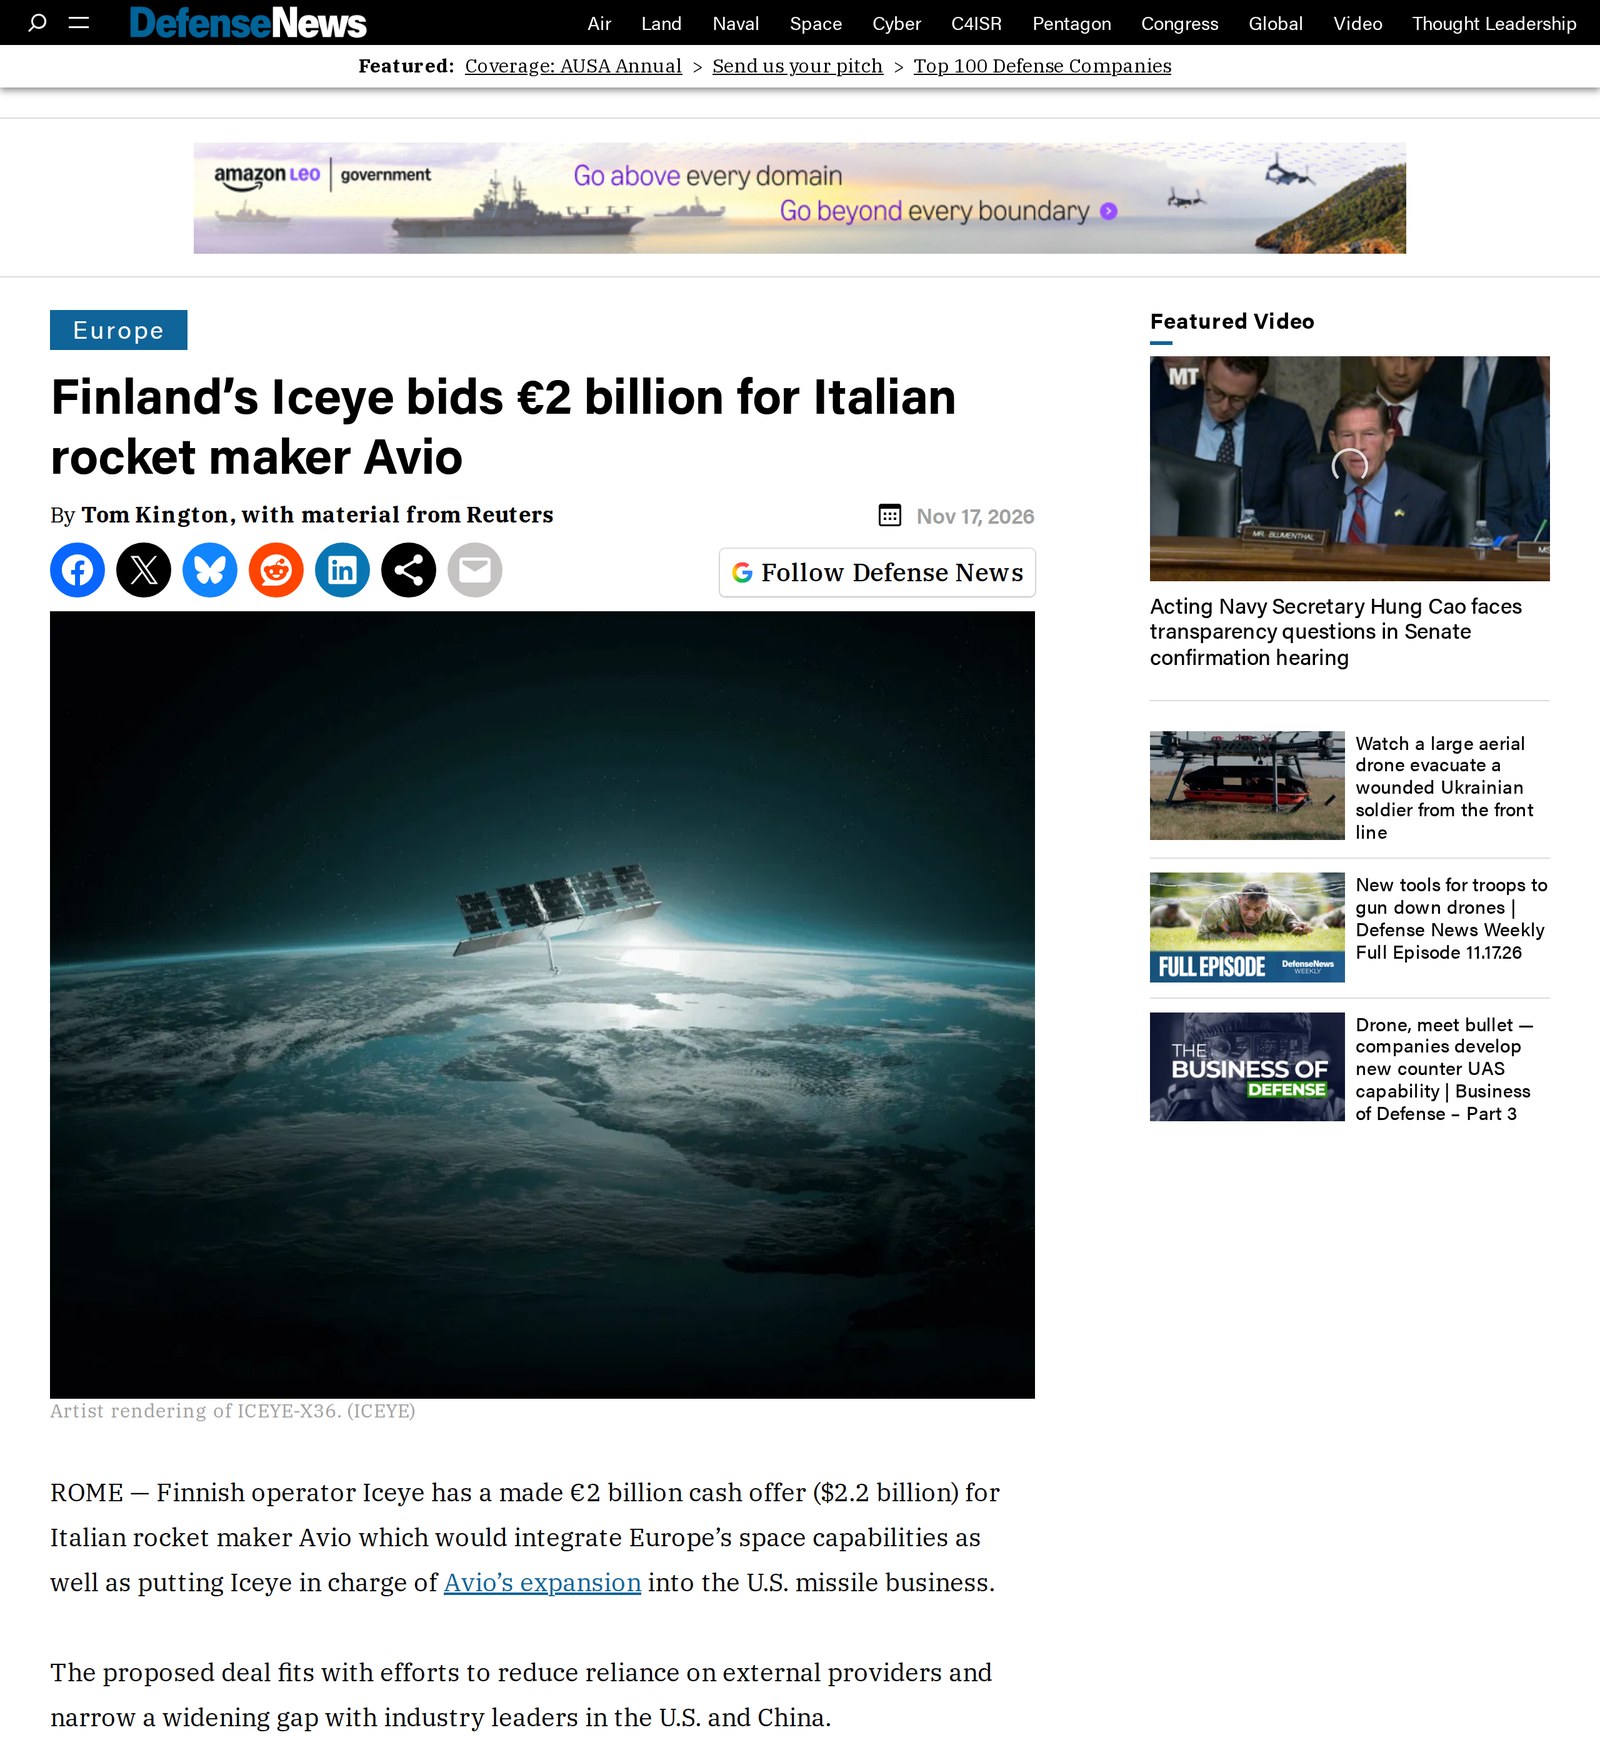 DefenseNews
Air Land Naval Space Cyber C4ISR Pentagon Congress Global Video Thought Leadership
Featured: Coverage: AUSA Annual > Send us your pitch > Top 100 Defense Companies
amazon LEO | government
Go above every domain
Go beyond every boundary
Europe
Finland’s Iceye bids €2 billion for Italian
rocket maker Avio
By Tom Kington, with material from Reuters
Nov 17, 2026
Follow Defense News
Artist rendering of ICEYE-X36. (ICEYE)
ROME — Finnish operator Iceye has a made €2 billion cash offer ($2.2 billion) for
Italian rocket maker Avio which would integrate Europe’s space capabilities as
well as putting Iceye in charge of Avio’s expansion into the U.S. missile business.
The proposed deal fits with efforts to reduce reliance on external providers and
narrow a widening gap with industry leaders in the U.S. and China.
Featured Video
MT
MR. BLUMENTHAL
MS
Acting Navy Secretary Hung Cao faces
transparency questions in Senate
confirmation hearing
Watch a large aerial
drone evacuate a
wounded Ukrainian
soldier from the front
line
FULL EPISODE
DefenseNews
WEEKLY
New tools for troops to
gun down drones |
Defense News Weekly
Full Episode 11.17.26
THE
BUSINESS OF
DEFENSE
Drone, meet bullet —
companies develop
new counter UAS
capability | Business
of Defense – Part 3